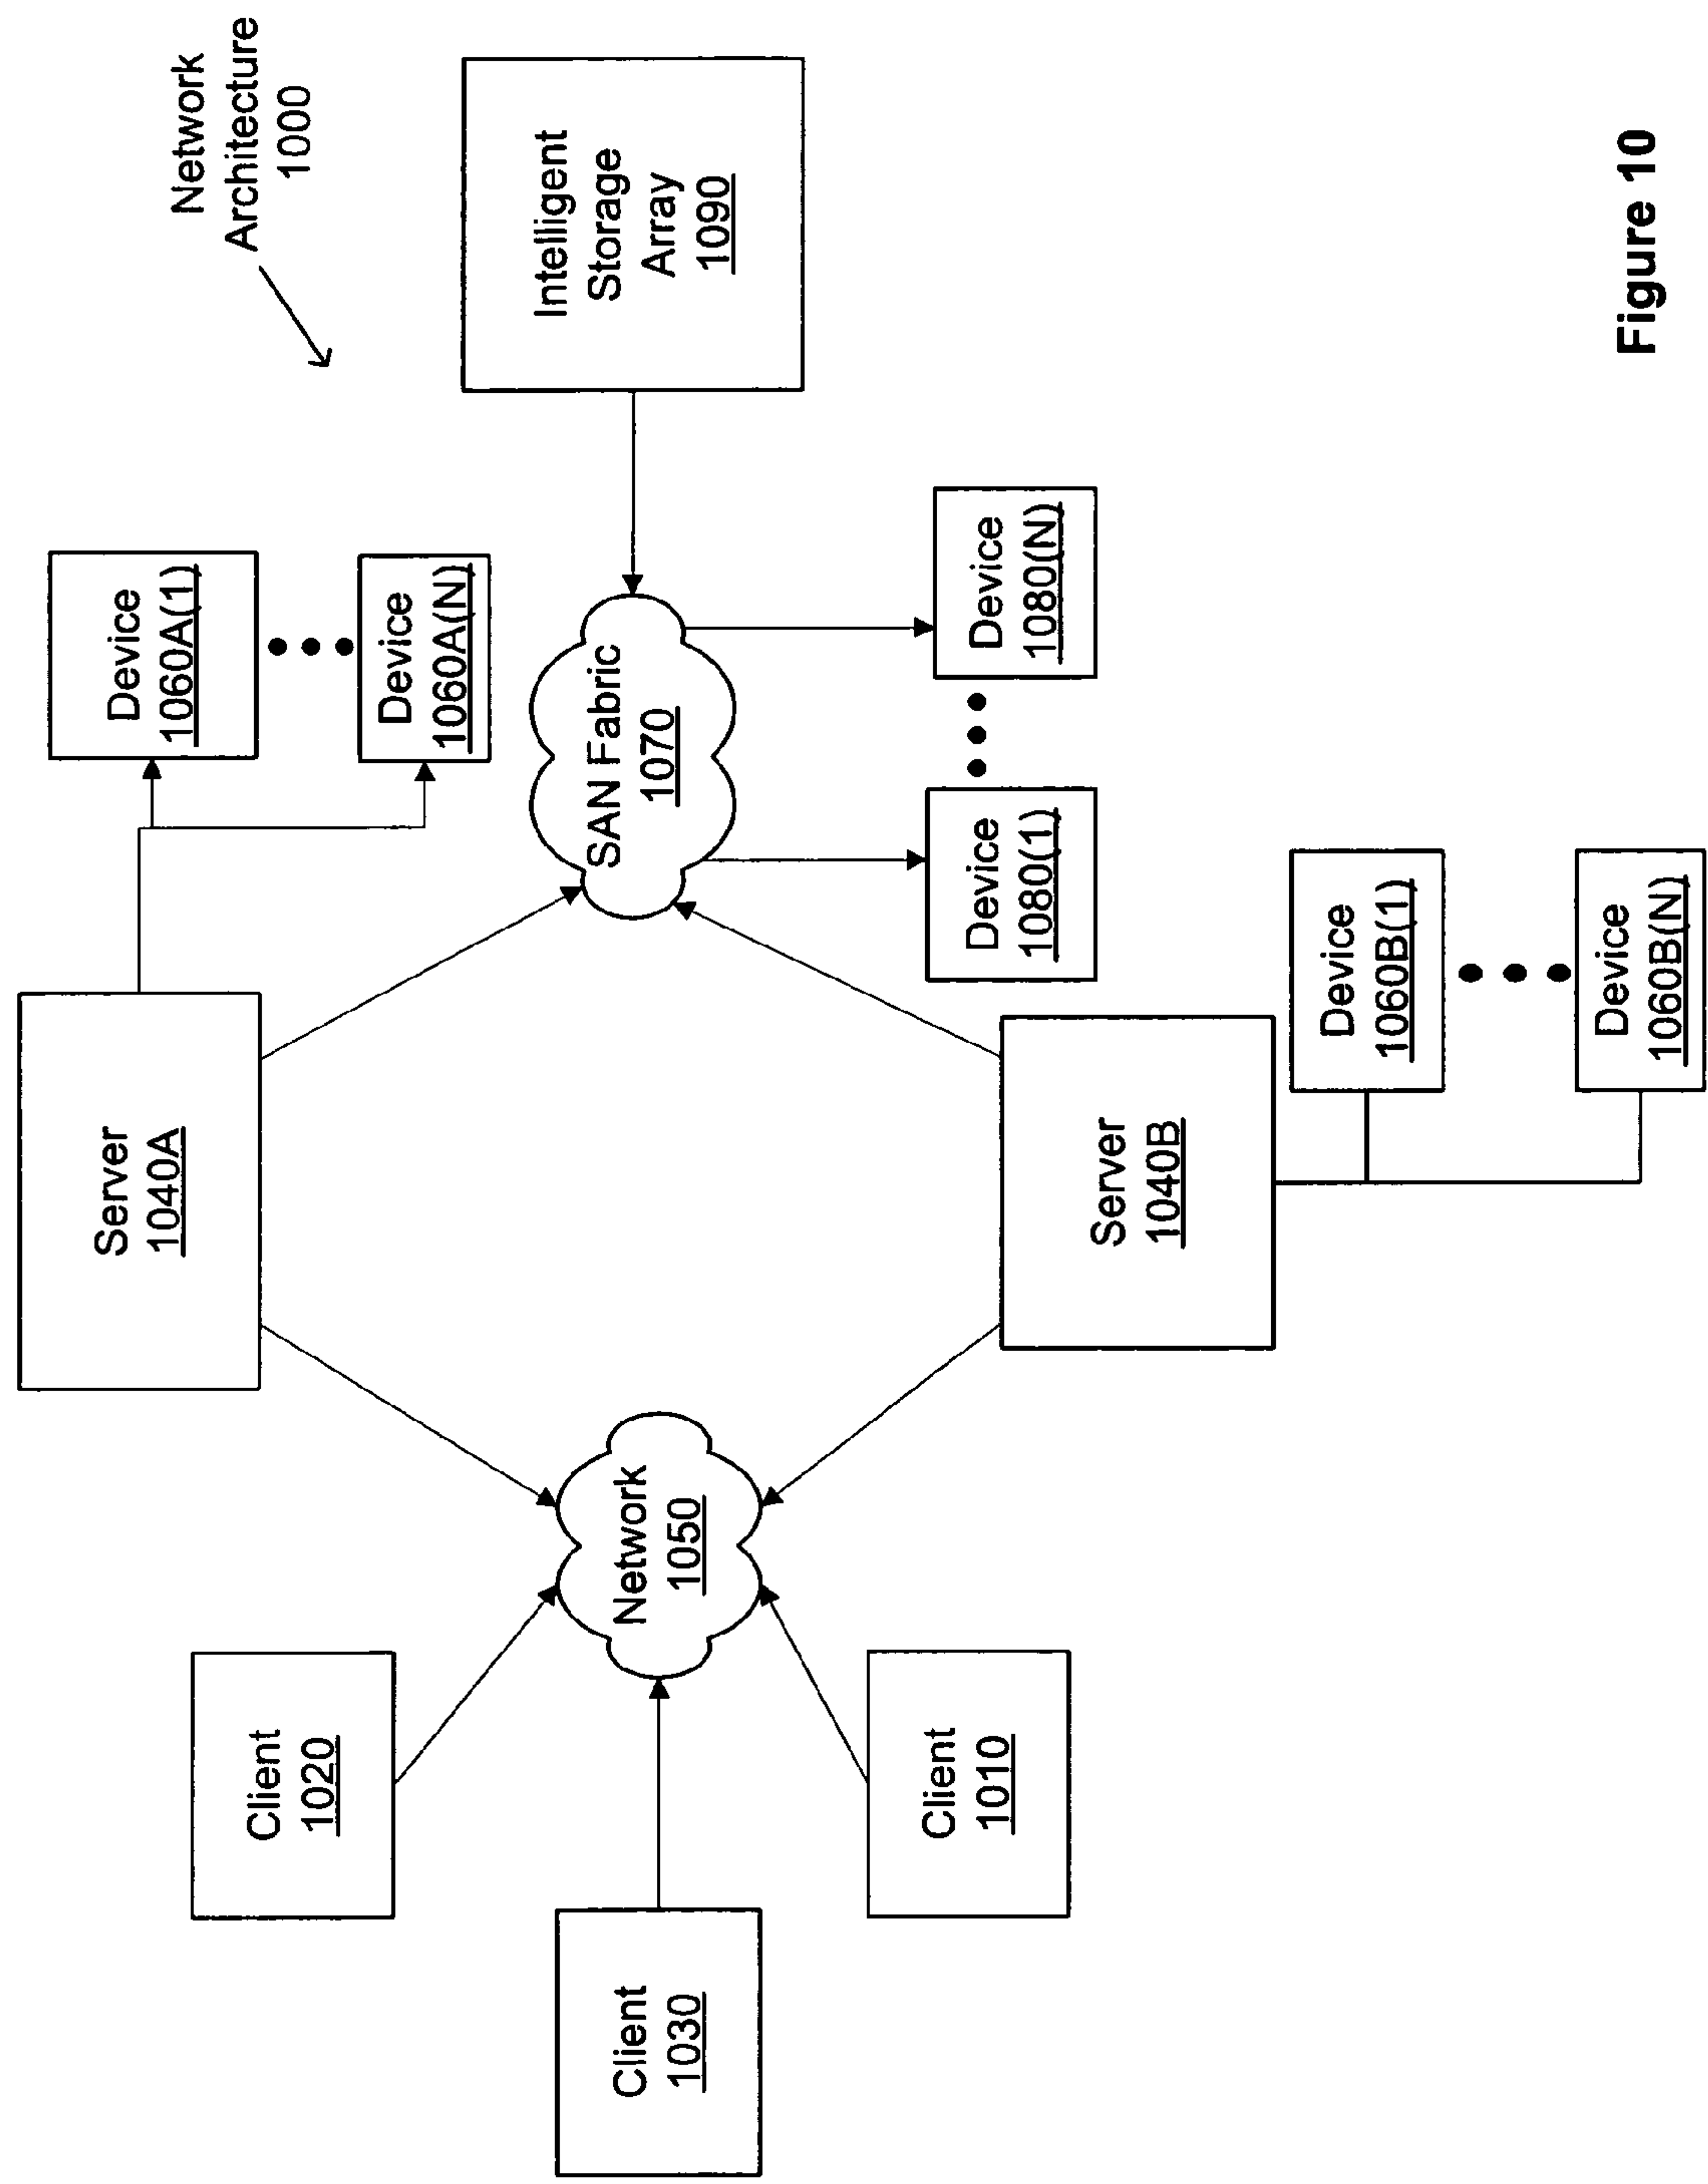 Network
Architecture
1000
Client
1030
Client
1020
Client
1010
Network
1050
Server
1040A
Server
1040B
Device
1060A(1)
Device
1060A(N)
SAN Fabric
1070
Intelligent
Storage
Array
1090
Device
1080(1)
Device
1080(N)
Device
1060B(1)
Device
1060B(N)
Figure 10